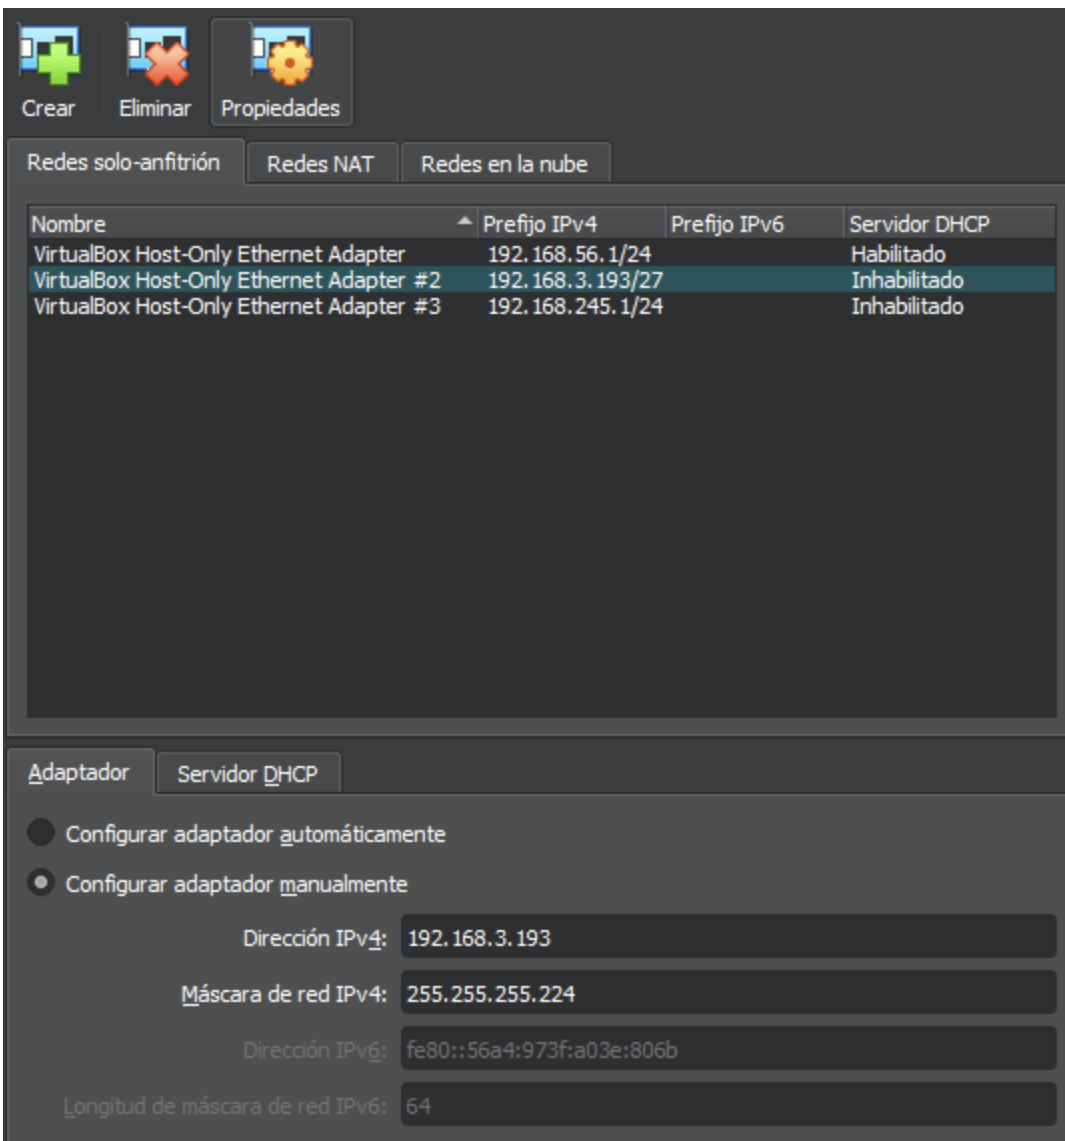 Crear Eliminar Propiedades
Redes solo-anfitrión Redes NAT Redes en la nube
Nombre Prefijo IPv4 Prefijo IPv6 Servidor DHCP
VirtualBox Host-Only Ethernet Adapter 192.168.56.1/24 Habilitado
VirtualBox Host-Only Ethernet Adapter #2 192.168.3.193/27 Inhabilitado
VirtualBox Host-Only Ethernet Adapter #3 192.168.245.1/24 Inhabilitado
Adaptador Servidor DHCP
Configurar adaptador automáticamente
Configurar adaptador manualmente
Dirección IPv4: 192.168.3.193
Máscara de red IPv4: 255.255.255.224
Dirección IPv6: fe80::56a4:973f:a03e:806b
Longitud de máscara de red IPv6: 64